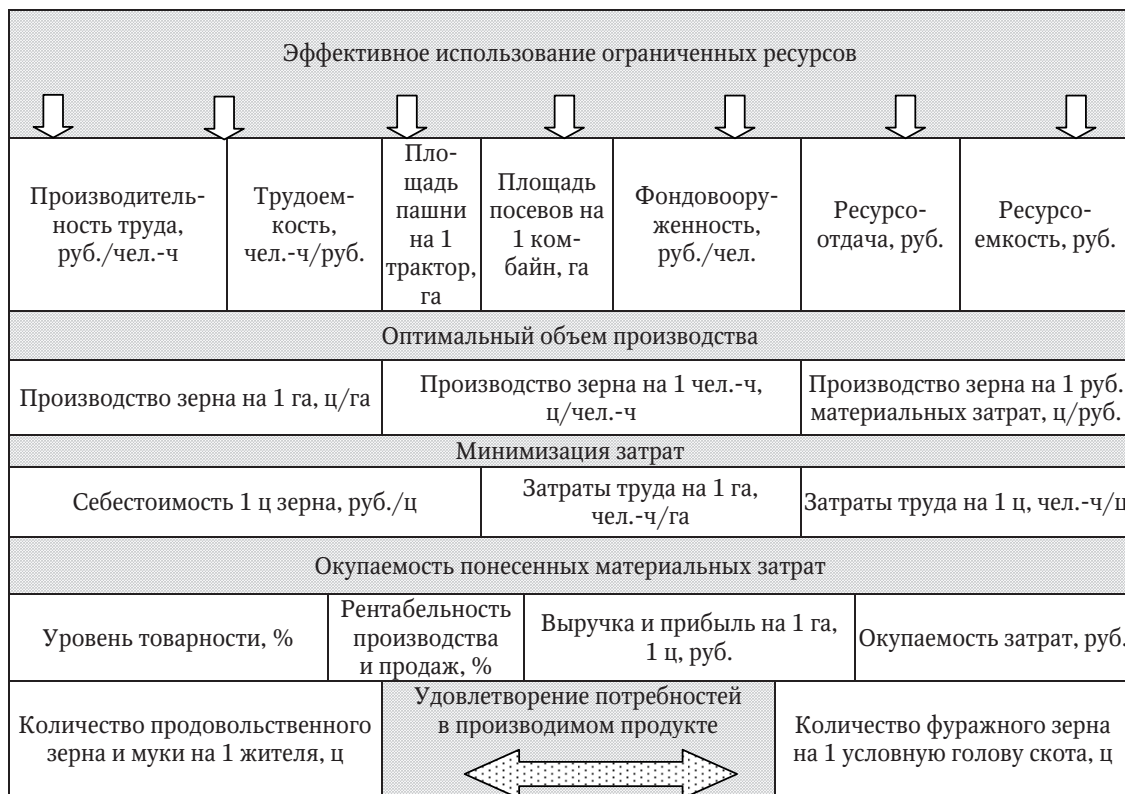 Эффективное использование ограниченных ресурсов
Производитель-
ность труда,
руб./чел.-ч
Трудоем-
кость,
чел.-ч/руб.
Пло-
щадь
пашни
на 1
трактор,
га
Площадь
посевов на
1 ком-
байн, га
Фондовоору-
женность,
руб./чел.
Ресурсо-
отдача, руб.
Ресурсо-
емкость, руб.
Оптимальный объем производства
Производство зерна на 1 га, ц/га
Производство зерна на 1 чел.-ч,
ц/чел.-ч
Производство зерна на 1 руб.
материальных затрат, ц/руб.
Минимизация затрат
Себестоимость 1 ц зерна, руб./ц
Затраты труда на 1 га,
чел.-ч/га
Затраты труда на 1 ц, чел.-ч/ц
Окупаемость понесенных материальных затрат
Уровень товарности, %
Рентабельность
производства
и продаж, %
Выручка и прибыль на 1 га,
1 ц, руб.
Окупаемость затрат, руб.
Количество продовольственного
зерна и муки на 1 жителя, ц
Удовлетворение потребностей
в производимом продукте
Количество фуражного зерна
на 1 условную голову скота, ц